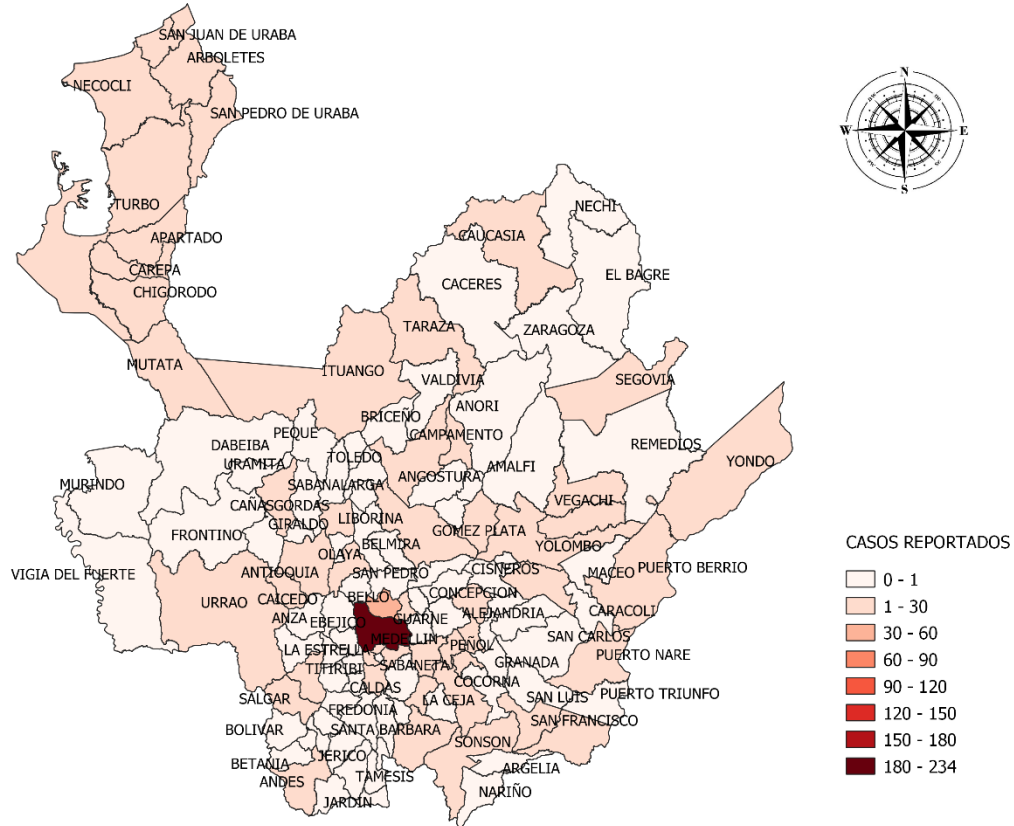 SAN JUAN DE URABA
ARBOLETES
NECOCLI
SAN PEDRO DE URABA
N
W
E
S
TURBO
NECHI
APARTADO
CAUCASIA
CAREPA
EL BAGRE
CHIGORODO
CACERES
TARAZA
ZARAGOZA
MUTATA
ITUANGO
VALDIVIA
SEGOVIA
ANORI
BRICEÑO
PEQUE
CAMPAMENTO
DABEIBA
REMEDIOS
TOLEDO
YONDO
URAMITA
AMALFI
MURINDO
SABANALARGA
ANGOSTURA
CAÑASGORDAS
VEGACHI
GIRALDO
LIBORINA
GOMEZ PLATA
FRONTINO
BELMIRA
YOLOMBO
CASOS REPORTADOS
OLAYA
VIGIA DEL FUERTE
ANTIOQUIA
SAN PEDRO
CISNEROS
PUERTO BERRIO
MACEO
0 - 1
CONCEPCION
URRAO
CAICEDO
BELLO
1 - 30
ANZA
EBEJICO
GUARNE
ALEJANDRIA
CARACOLI
30 - 60
MEDELLIN
SAN CARLOS
PEÑOL
LA ESTRELLA
PUERTO NARE
60 - 90
TITIRIBI
SABANETA
GRANADA
90 - 120
COCORNA
CALDAS
SALGAR
LA CEJA
SAN LUIS
PUERTO TRIUNFO
120 - 150
FREDONIA
SAN FRANCISCO
BOLIVAR
SANTA BARBARA
150 - 180
SONSON
JERICO
BETANIA
ARGELIA
180 - 234
ANDES
TAMESIS
NARIÑO
JARDIN